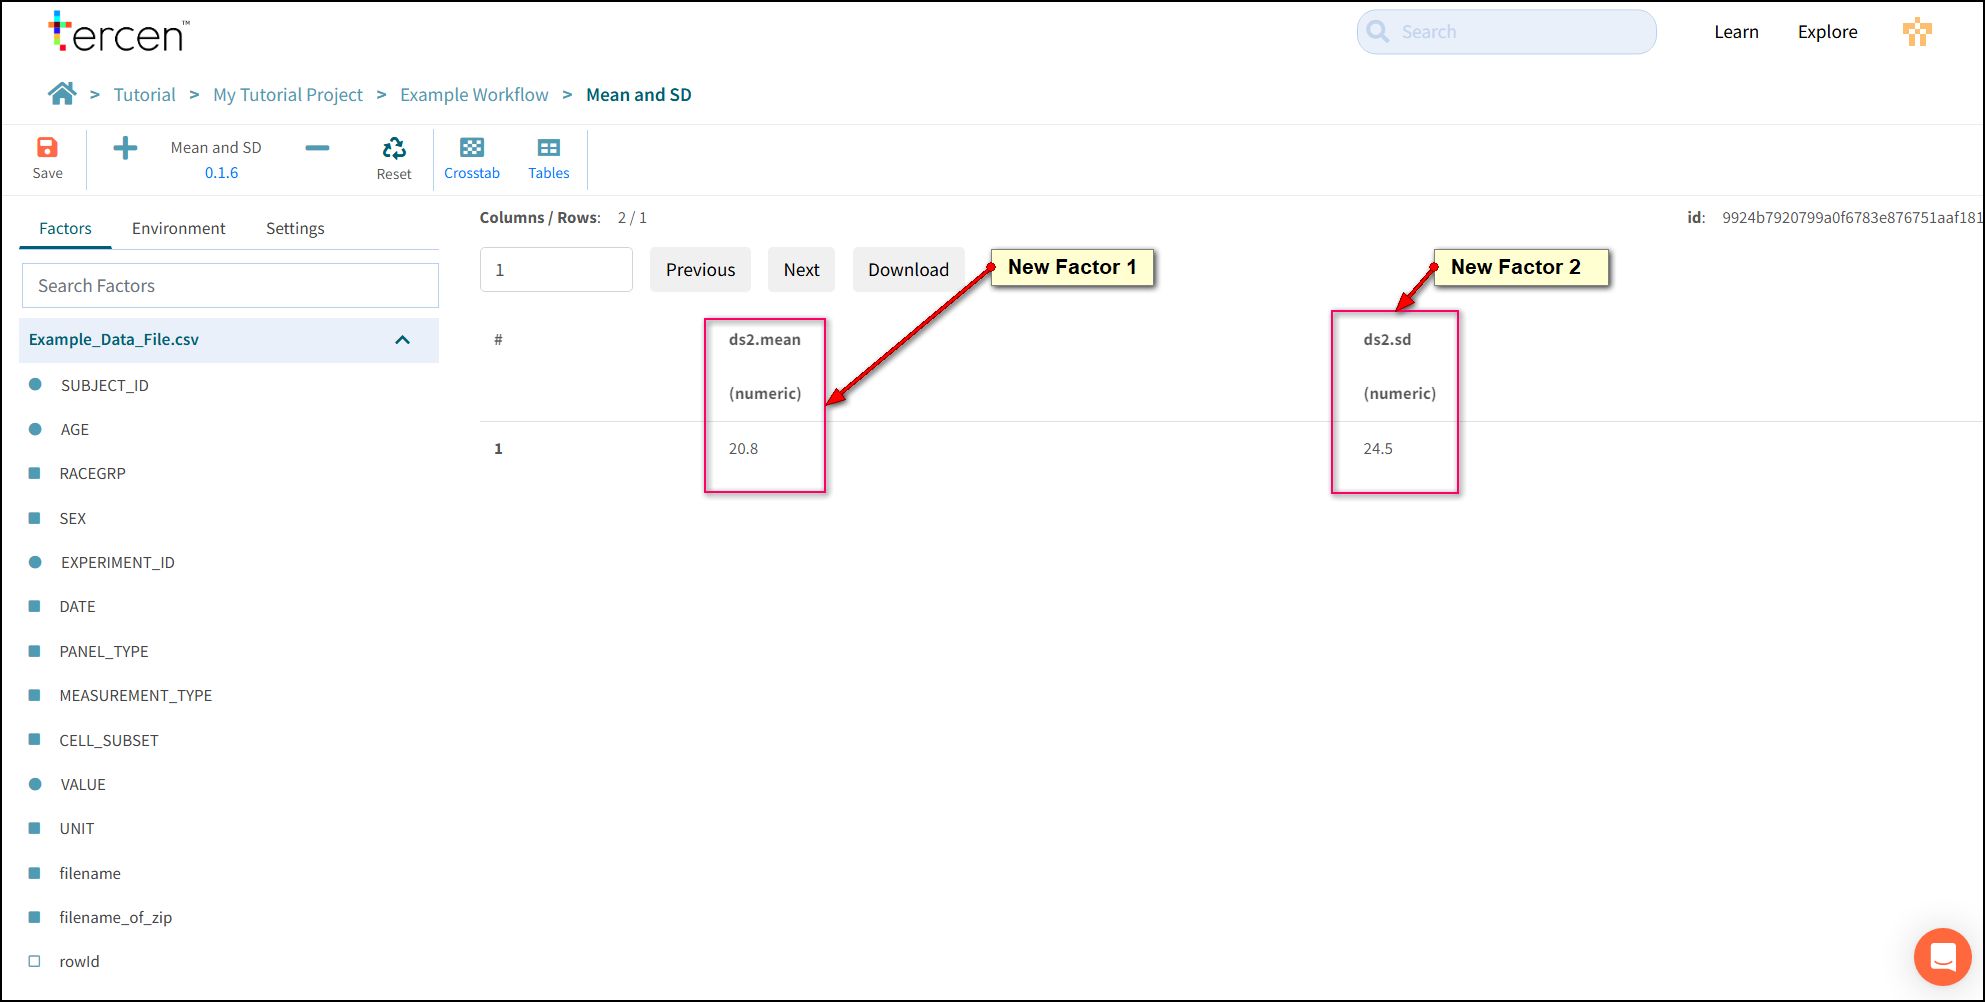 tercen™
Search
Learn
Explore
> Tutorial > My Tutorial Project > Example Workflow > Mean and SD
Save
Mean and SD
0.1.6
Reset
Crosstab
Tables
Factors
Environment
Settings
Columns / Rows: 2 / 1
id: 9924b7920799a0f6783e876751aaf181
Search Factors
1
Previous
Next
Download
New Factor 1
New Factor 2
Example_Data_File.csv
# ds2.mean ds2.sd
(numeric) (numeric)
1 20.8 24.5
SUBJECT_ID
AGE
RACEGRP
SEX
EXPERIMENT_ID
DATE
PANEL_TYPE
MEASUREMENT_TYPE
CELL_SUBSET
VALUE
UNIT
filename
filename_of_zip
rowId